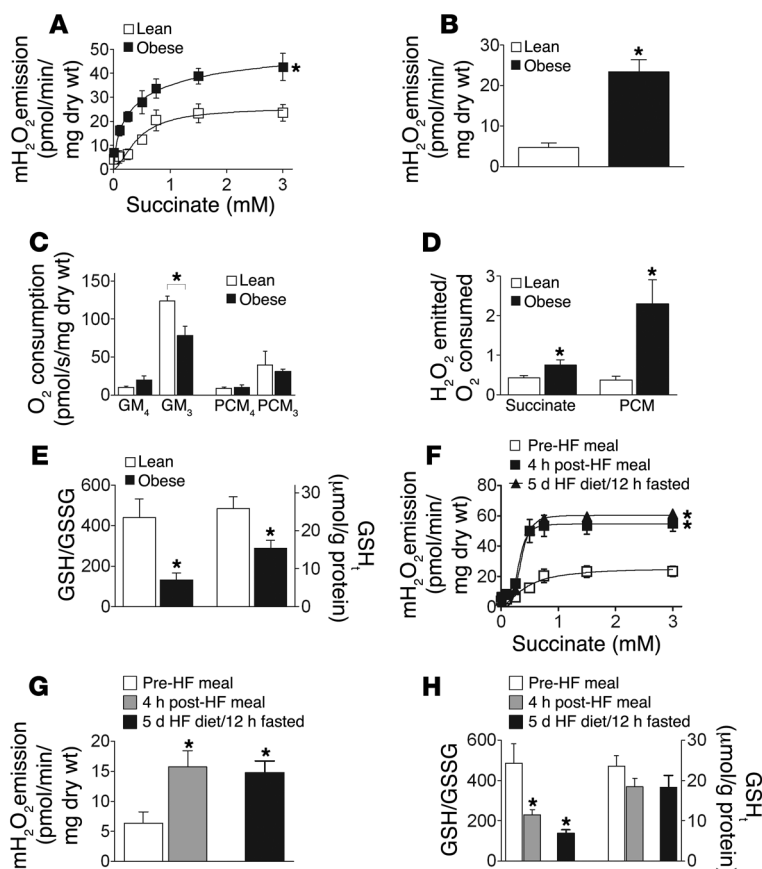 A
Lean
Obese
mH₂O₂emission
(pmol/min/
mg dry wt)
50
40
30
20
10
0
0
1
2
3
*
Succinate (mM)
B
Lean
Obese
mH₂O₂emission
(pmol/min/
mg dry wt)
30
20
10
0
*
C
Lean
Obese
O₂ consumption
(pmol/s/mg dry wt)
150
100
50
0
*
GM₄ GM₃ PCM₄ PCM₃
D
Lean
Obese
H₂O₂ emitted/
O₂ consumed
3
2
1
0
*
*
Succinate PCM
E
Lean
Obese
GSH/GSSG
600
400
200
0
*
*
30
20
10
0
GSHₜ
(μmol/g protein)
F
Pre-HF meal
4 h post-HF meal
5 d HF diet/12 h fasted
mH₂O₂emission
(pmol/min/
mg dry wt)
80
60
40
20
0
0
1
2
3
*
*
Succinate (mM)
G
Pre-HF meal
4 h post-HF meal
5 d HF diet/12 h fasted
mH₂O₂emission
(pmol/min/
mg dry wt)
20
15
10
5
0
*
*
H
Pre-HF meal
4 h post-HF meal
5 d HF diet/12 h fasted
GSH/GSSG
600
400
200
0
*
*
30
20
10
0
GSHₜ
(μmol/g protein)